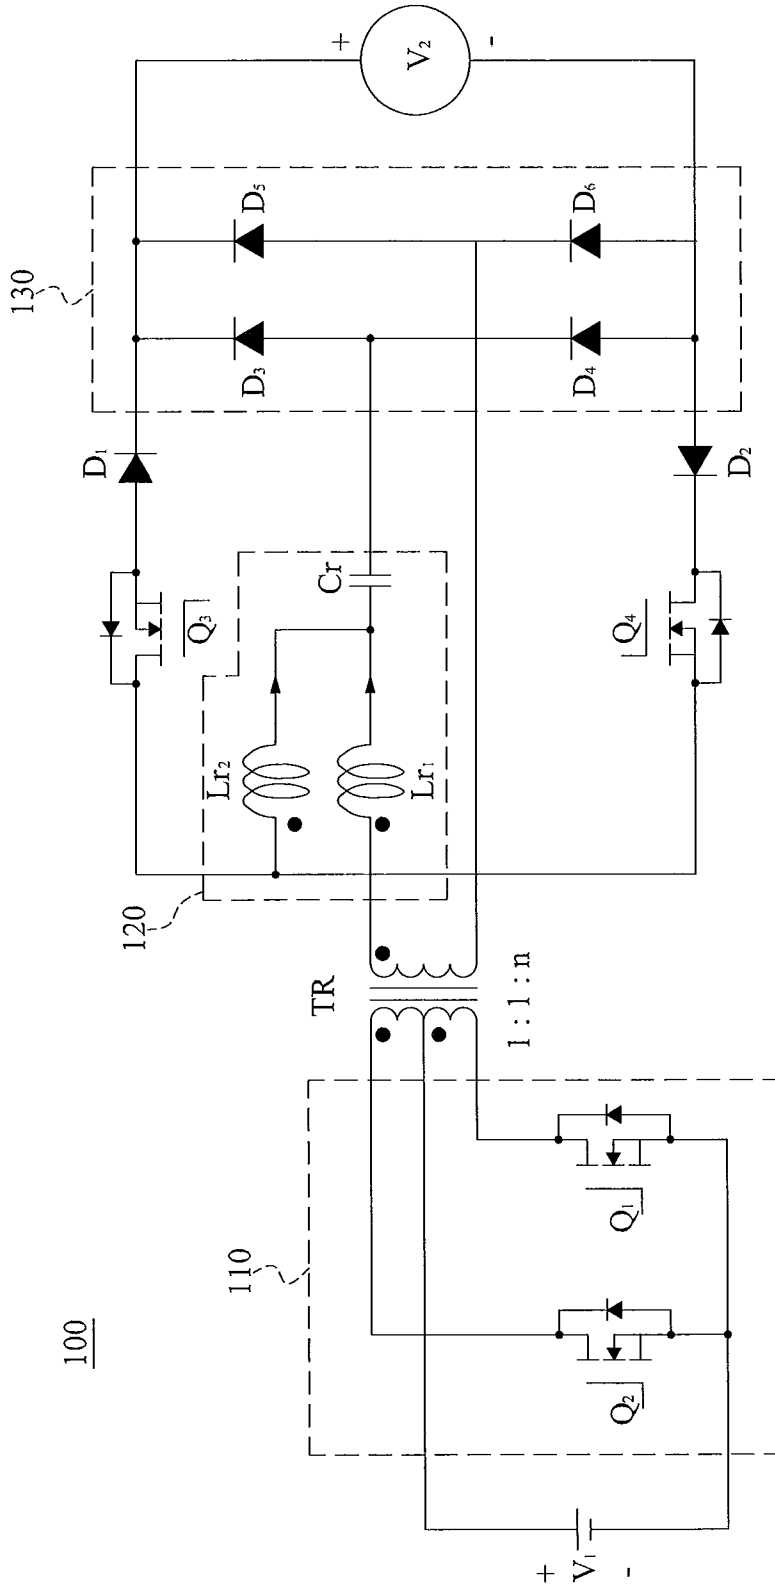 100
110
120
130
V₁
+
-
Q₂
Q₁
TR
1 : 1 : n
Lr₂
Lr₁
Cr
Q₃
Q₄
D₁
D₂
D₃
D₄
D₅
D₆
V₂
+
-